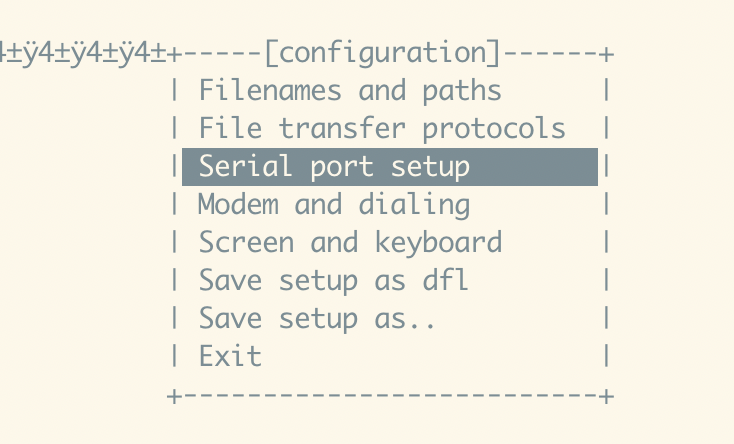 4±ÿ4±ÿ4±ÿ4±+-----[configuration]------+
| Filenames and paths      |
| File transfer protocols  |
| Serial port setup        |
| Modem and dialing        |
| Screen and keyboard      |
| Save setup as dfl        |
| Save setup as..          |
| Exit                     |
+--------------------------+